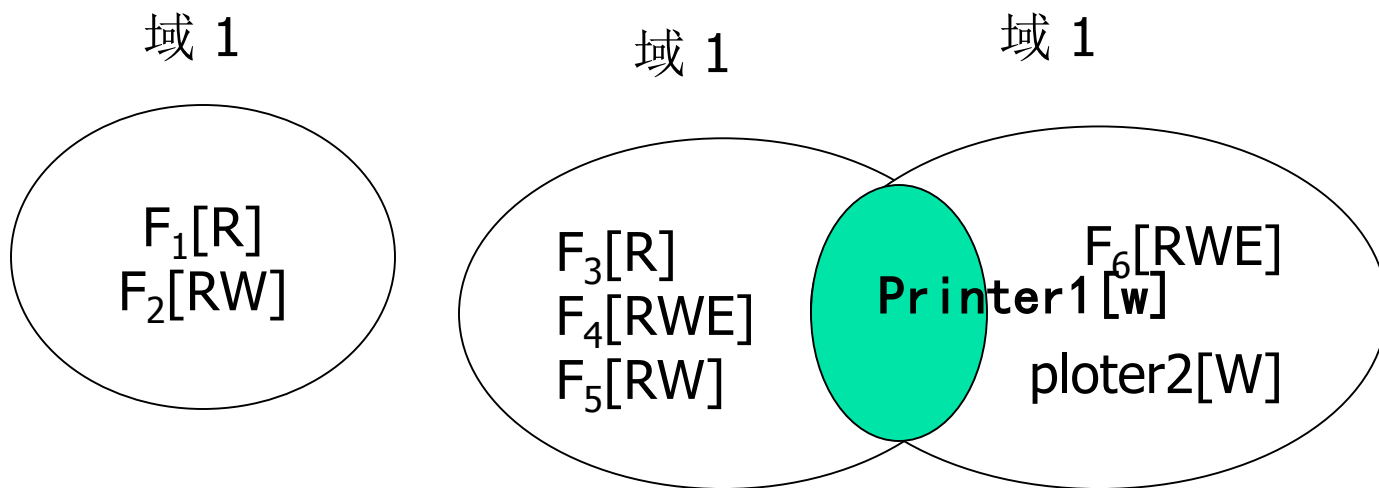 域 1
域 1
域 1
F₁[R]
F₂[RW]
F₃[R]
F₄[RWE]
F₅[RW]
Printer1[w]
F₆[RWE]
ploter2[W]